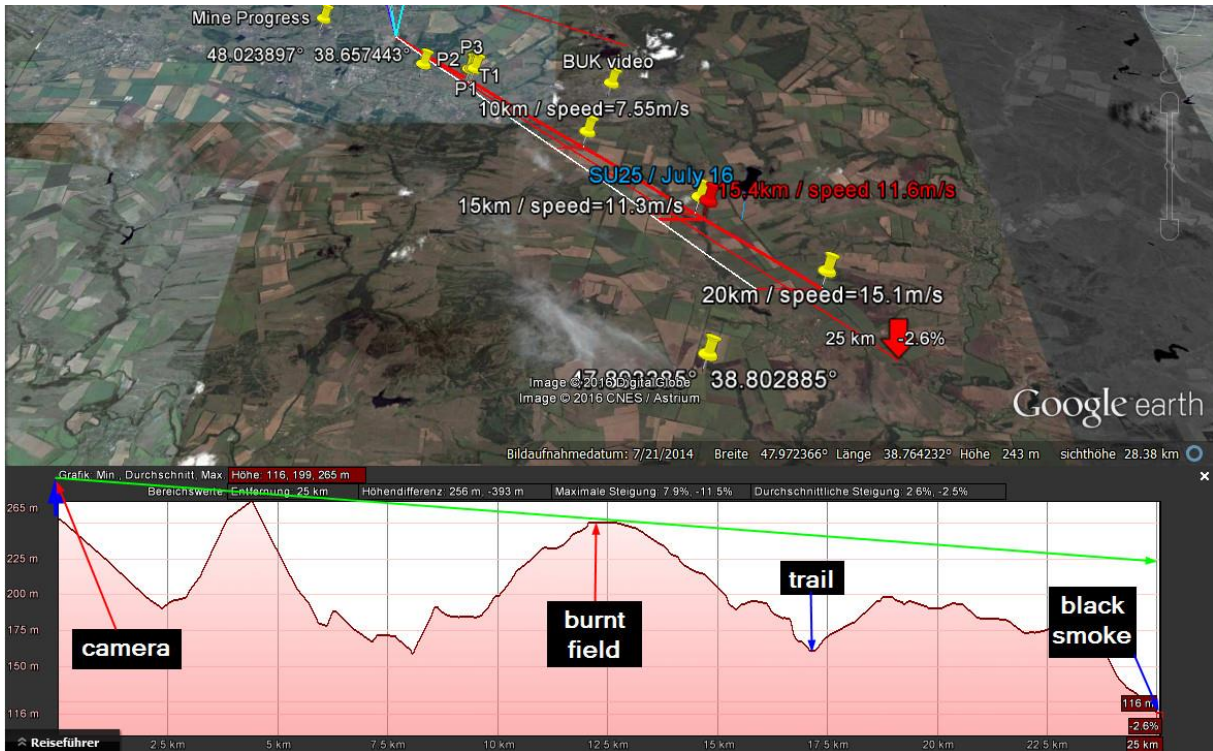 Mine Progress
48.023897° 38.657443°
P2
P3
T1
P1
BUK video
10km / speed=7.55m/s
SU25 / July 16
15.4km / speed 11.6m/s
15km / speed=11.3m/s
20km / speed=15.1m/s
25 km -2.6%
38.802885°
Image © 2016 DigitalGlobe
Image © 2016 CNES / Astrium
Google earth
Bildaufnahmedatum: 7/21/2014 Breite 47.972366° Länge 38.764232° Höhe 243 m sichthöhe 28.38 km
Grafik: Min., Durchschnitt, Max. Höhe: 116, 199, 265 m
Bereichswerte: Entfernung: 25 km Höhendifferenz: 256 m, -393 m Maximale Steigung: 7.9%, -11.5% Durchschnittliche Steigung: 2.6%, -2.5%
265 m
225 m
200 m
175 m
150 m
116 m
camera
burnt
field
trail
black
smoke
116 m
-2.6%
Reiseführer
2.5 km 5 km 7.5 km 10 km 12.5 km 15 km 17.5 km 20 km 22.5 km 25 km